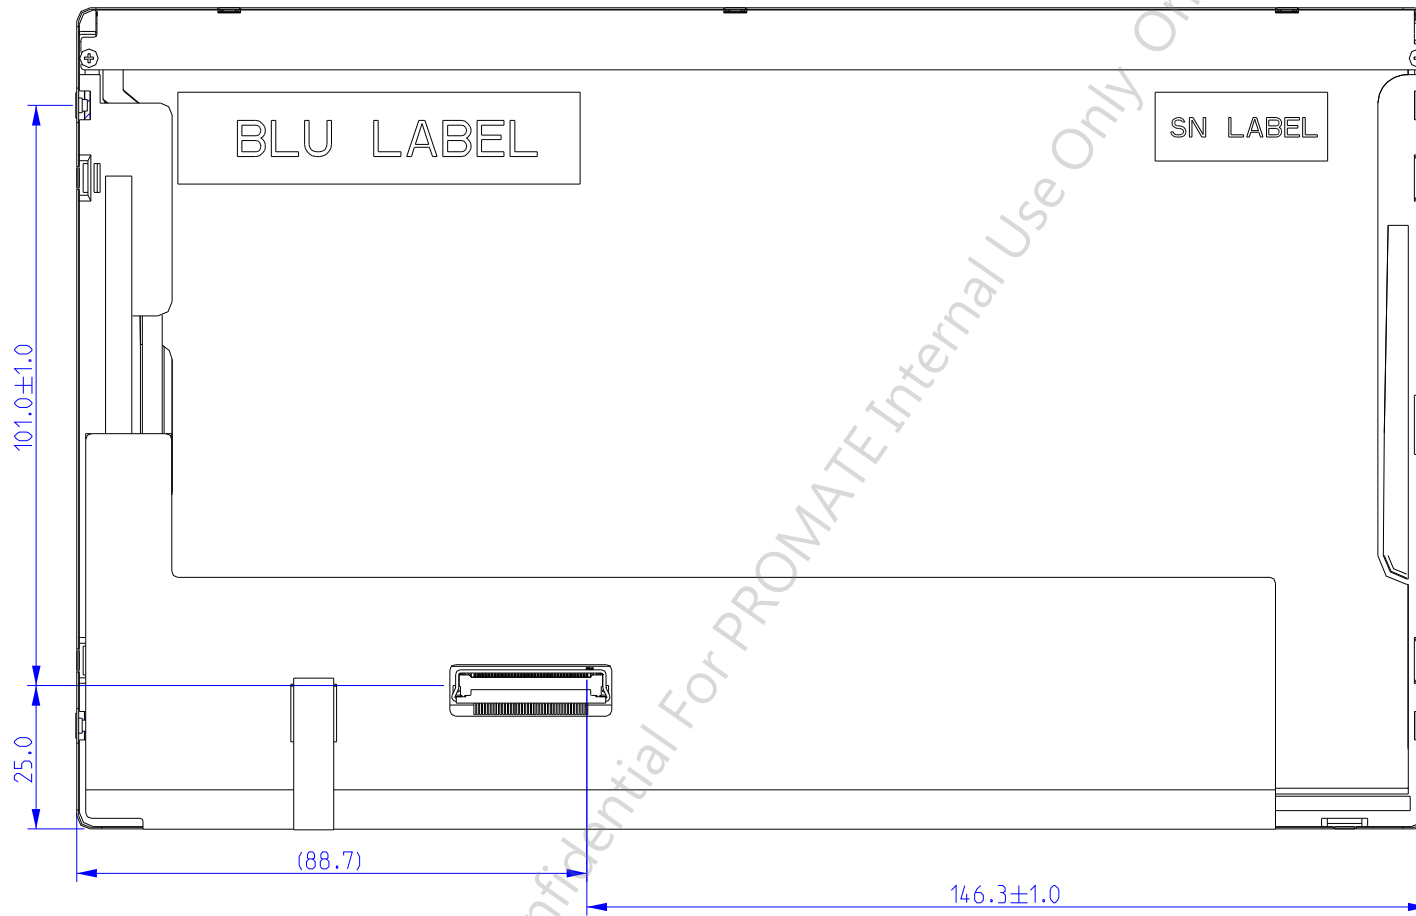 BLU LABEL
SN LABEL
101.0±1.0
25.0
(88.7)
146.3±1.0
For PROMATE Internal Use Only